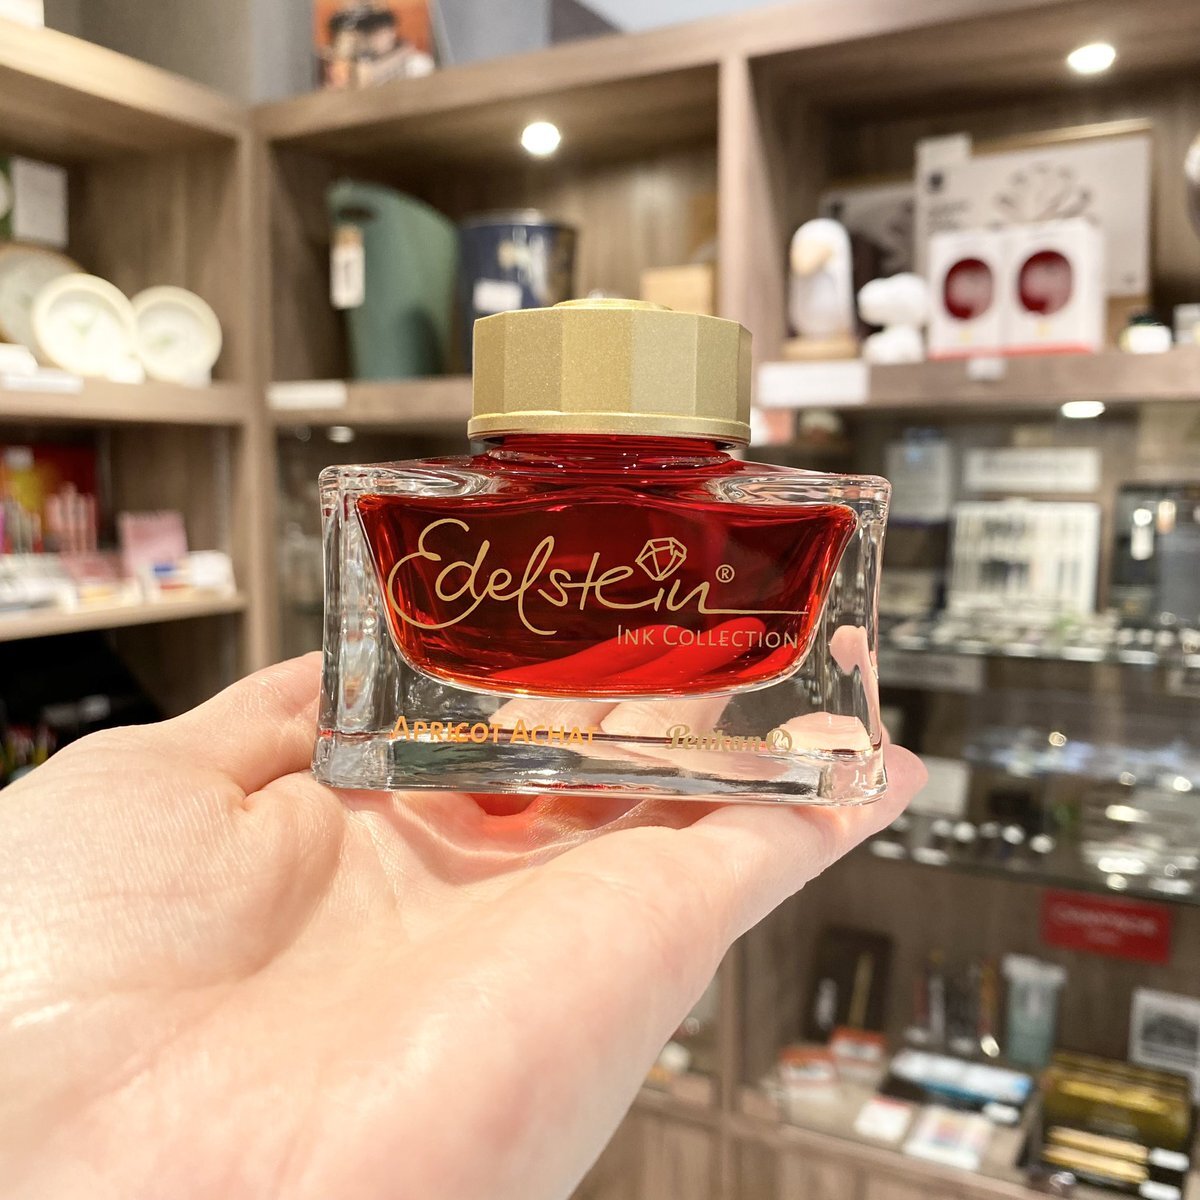 Edelstein®
INK COLLECTION
APRICOT ACHAT
Pelikan